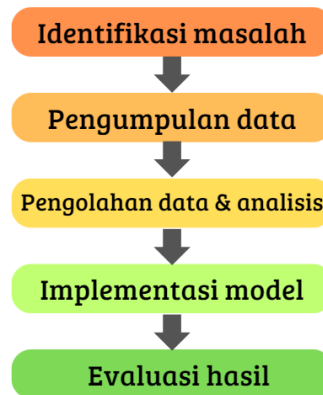 Identifikasi masalah
Pengumpulan data
Pengolahan data & analisis
Implementasi model
Evaluasi hasil